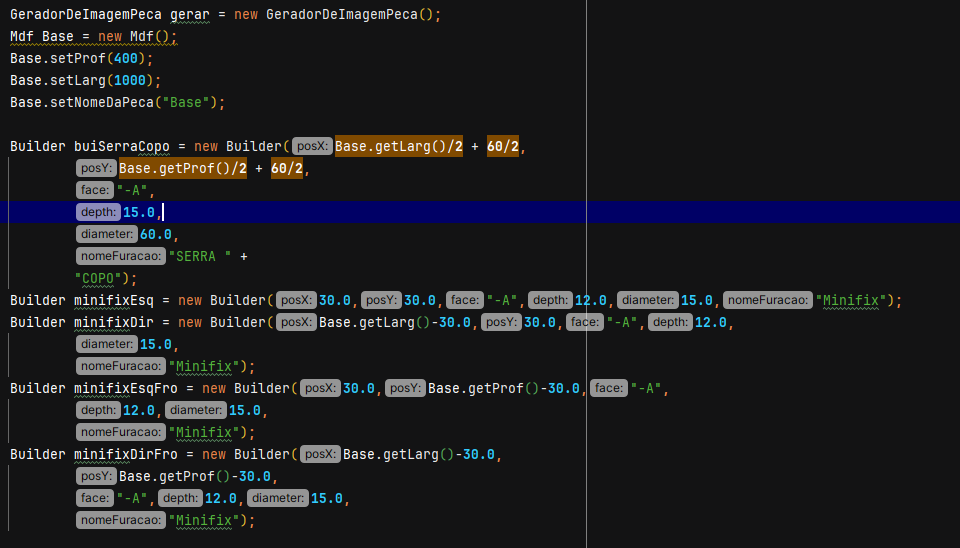 GeradorDeImagemPeca gerar = new GeradorDeImagemPeca();
Mdf Base = new Mdf();
Base.setProf(400);
Base.setLarg(1000);
Base.setNomeDaPeca("Base");
Builder buiSerraCopo = new Builder( posX: Base.getLarg()/2 + 60/2,
posY: Base.getProf()/2 + 60/2,
face: "-A",
depth: 15.0,
diameter: 60.0,
nomeFuracao: "SERRA " +
"COPO");
Builder minifixEsq = new Builder( posX: 30.0, posY: 30.0, face: "-A", depth: 12.0, diameter: 15.0, nomeFuracao: "Minifix");
Builder minifixDir = new Builder( posX: Base.getLarg()-30.0, posY: 30.0, face: "-A", depth: 12.0,
diameter: 15.0,
nomeFuracao: "Minifix");
Builder minifixEsqFro = new Builder( posX: 30.0, posY: Base.getProf()-30.0, face: "-A",
depth: 12.0, diameter: 15.0,
nomeFuracao: "Minifix");
Builder minifixDirFro = new Builder( posX: Base.getLarg()-30.0,
posY: Base.getProf()-30.0,
face: "-A", depth: 12.0, diameter: 15.0,
nomeFuracao: "Minifix");